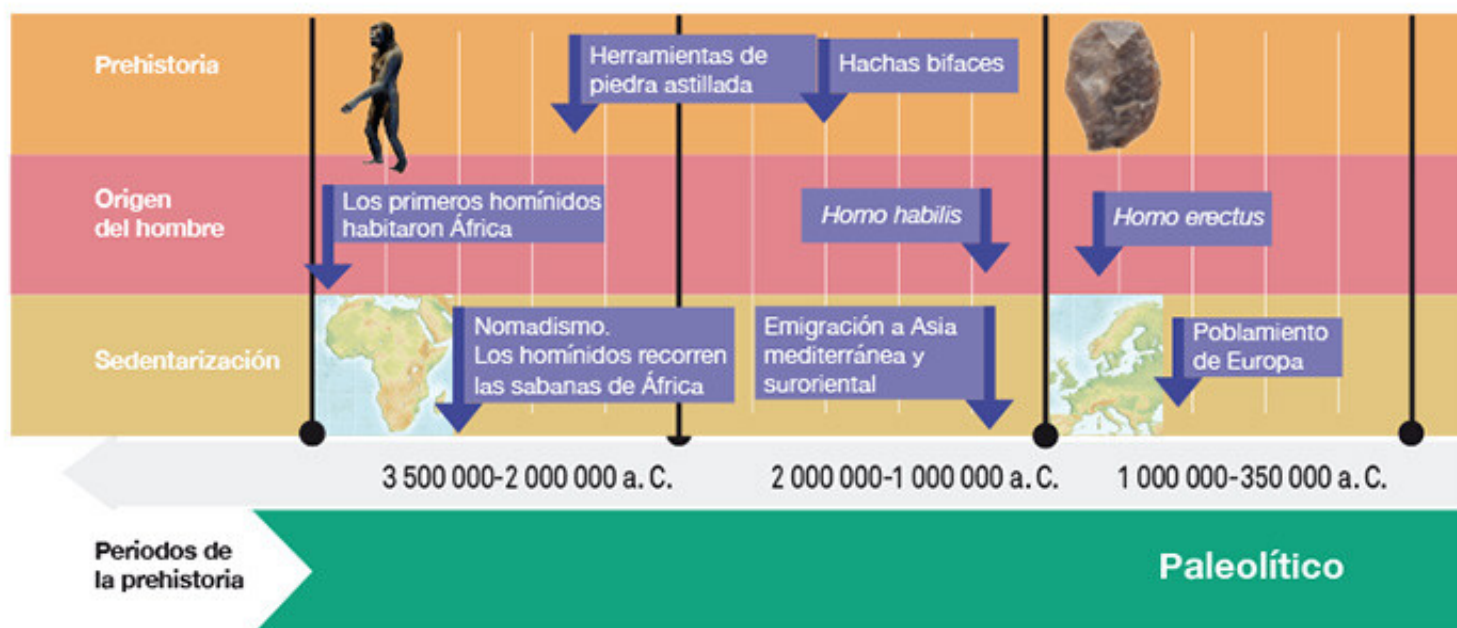 Prehistoria
Herramientas de
piedra astillada
Hachas bifaces
Origen
del hombre
Los primeros homínidos
habitaron África
Homo habilis
Homo erectus
Sedentarización
Nomadismo.
Los homínidos recorren
las sabanas de África
Emigración a Asia
mediterránea y
suroriental
Poblamiento
de Europa
3 500 000-2 000 000 a. C.
2 000 000-1 000 000 a. C.
1 000 000-350 000 a. C.
Periodos de
la prehistoria
Paleolítico